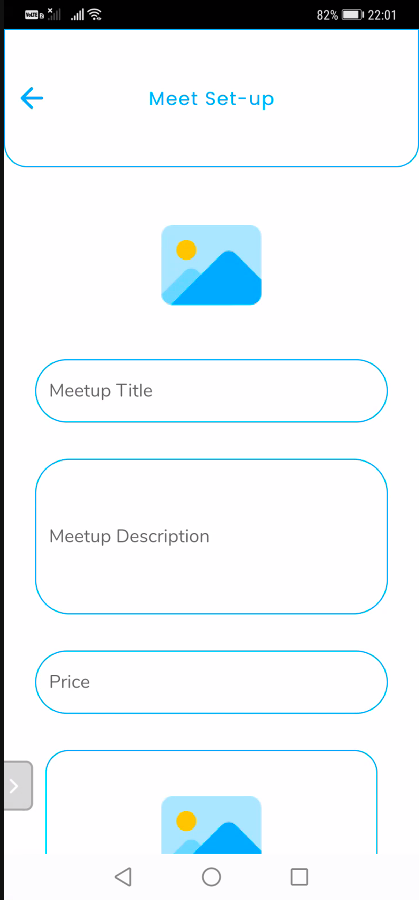 82% 22:01
Meet Set-up
Meetup Title
Meetup Description
Price